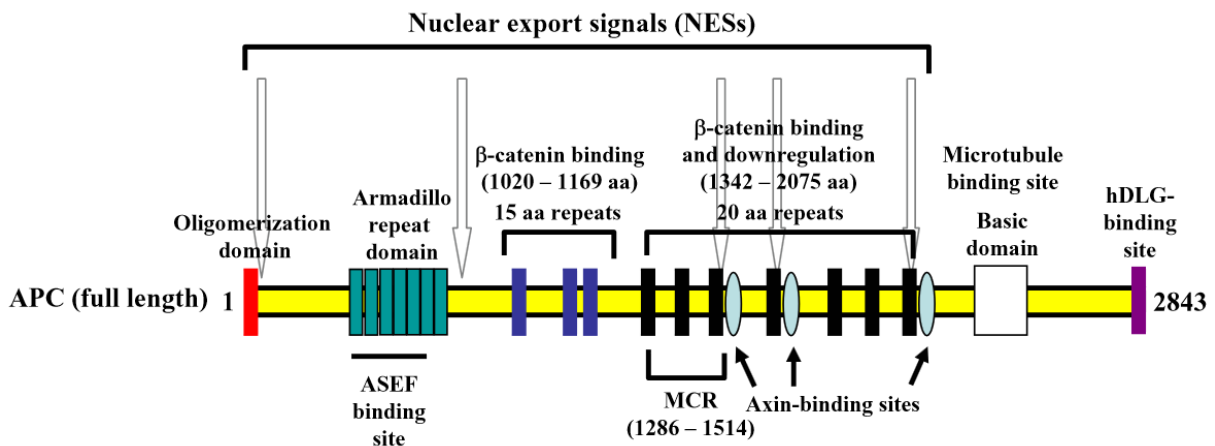 Nuclear export signals (NESs)
β-catenin binding
and downregulation
(1342 – 2075 aa)
20 aa repeats
β-catenin binding
(1020 – 1169 aa)
15 aa repeats
Microtubule
binding site
Basic
domain
hDLG-
binding
site
Armadillo
repeat
domain
Oligomerization
domain
APC (full length) 1
2843
ASEF
binding
site
MCR
(1286 – 1514)
Axin-binding sites